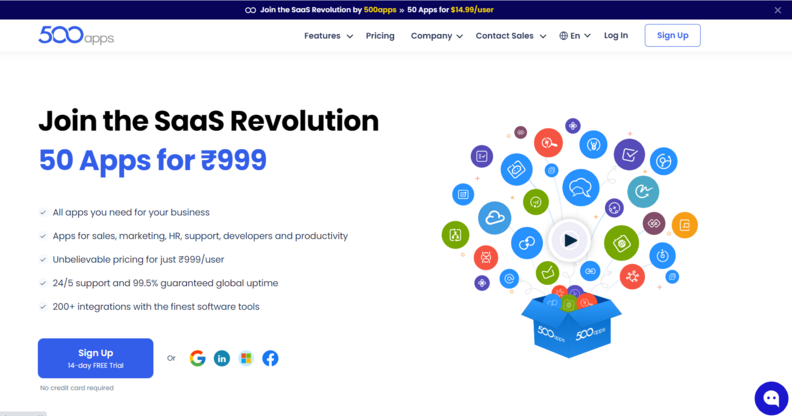 Join the SaaS Revolution by 500apps » 50 Apps for $14.99/user
500apps
Features
Pricing
Company
Contact Sales
En
Log In
Sign Up
Join the SaaS Revolution
50 Apps for ₹999
All apps you need for your business
Apps for sales, marketing, HR, support, developers and productivity
Unbelievable pricing for just ₹999/user
24/5 support and 99.5% guaranteed global uptime
200+ integrations with the finest software tools
Sign Up
14-day FREE Trial
Or
No credit card required
500apps
500apps